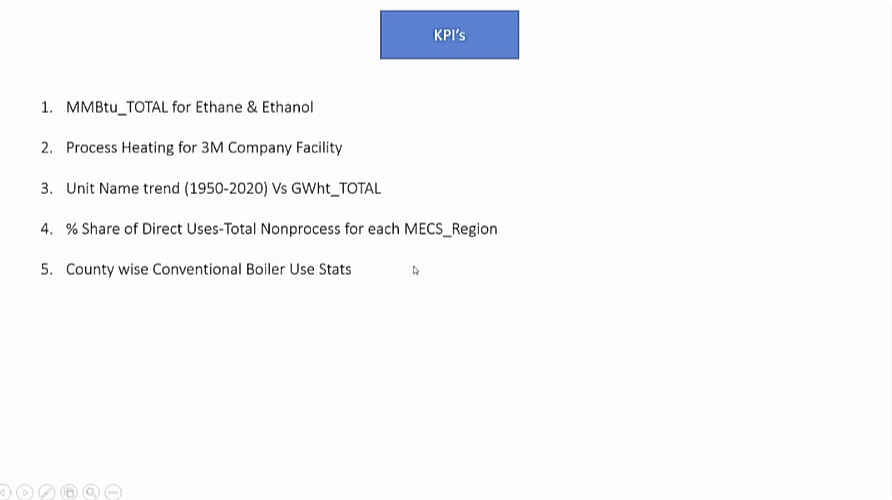 KPI's
1. MMBtu_TOTAL for Ethane & Ethanol
2. Process Heating for 3M Company Facility
3. Unit Name trend (1950-2020) Vs GWht_TOTAL
4. % Share of Direct Uses-Total Nonprocess for each MECS_Region
5. County wise Conventional Boiler Use Stats